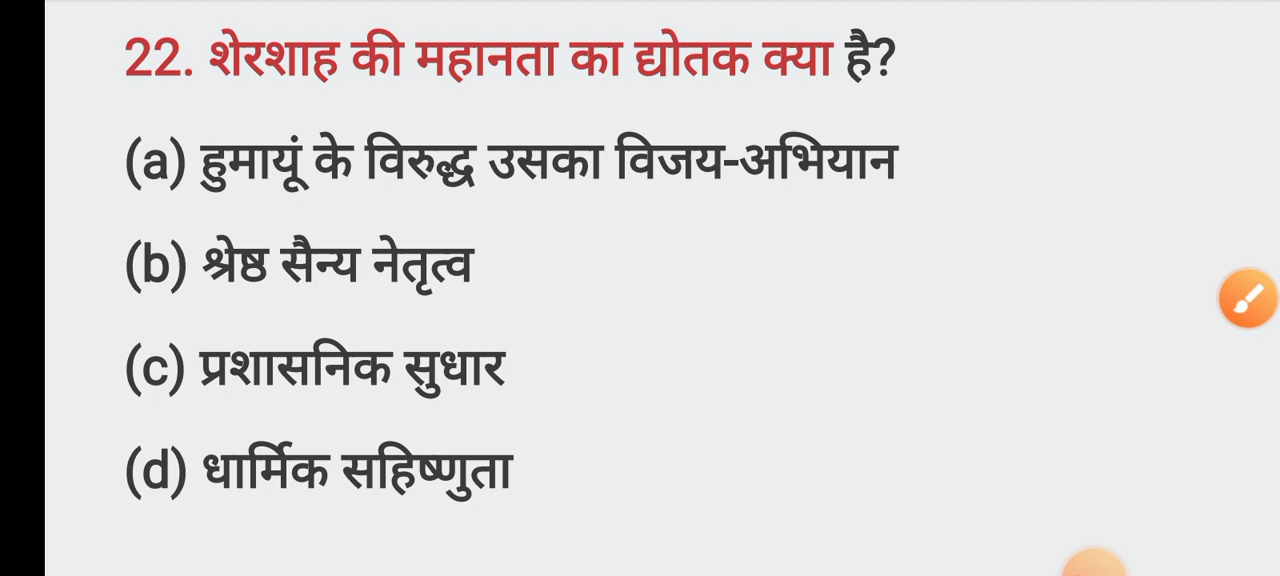 22. शेरशाह की महानता का द्योतक क्या है?
(a) हुमायूं के विरुद्ध उसका विजय-अभियान
(b) श्रेष्ठ सैन्य नेतृत्व
(c) प्रशासनिक सुधार
(d) धार्मिक सहिष्णुता